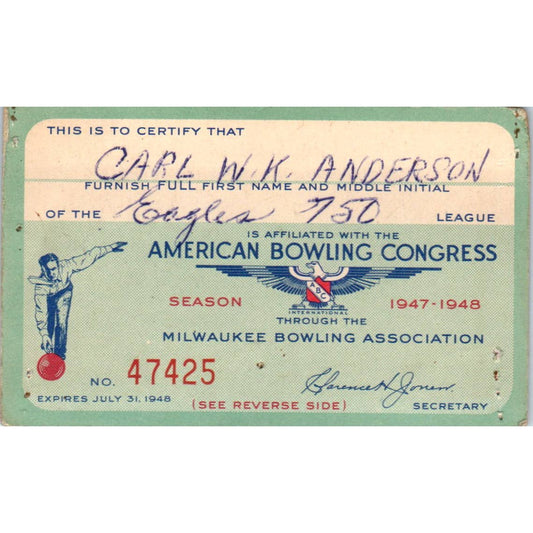 THIS IS TO CERTIFY THAT
CARL W.K. ANDERSON
FURNISH FULL FIRST NAME AND MIDDLE INITIAL
OF THE Eagles 750 LEAGUE
IS AFFILIATED WITH THE
AMERICAN BOWLING CONGRESS
ABC
SEASON 1947-1948
INTERNATIONAL
THROUGH THE
MILWAUKEE BOWLING ASSOCIATION
NO. 47425
Clarence H. Jonen
EXPIRES JULY 31, 1948 (SEE REVERSE SIDE) SECRETARY